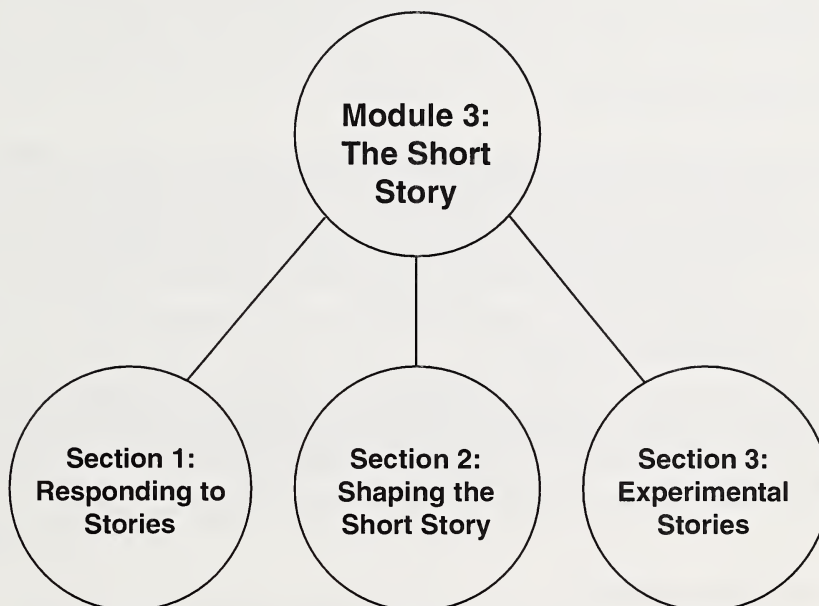 Module 3:
The Short
Story
Section 1:
Responding to
Stories
Section 2:
Shaping the
Short Story
Section 3:
Experimental
Stories